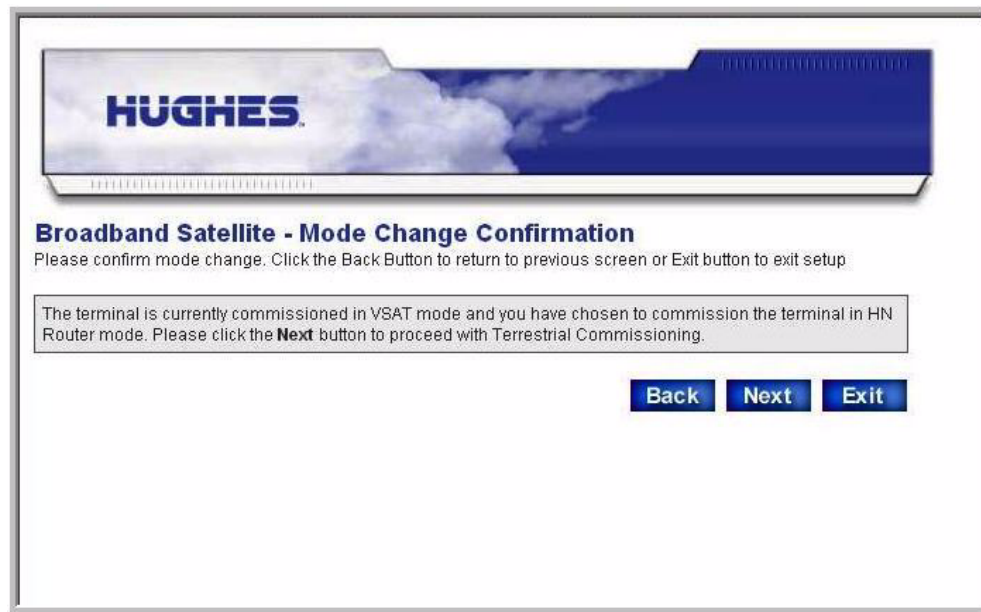 HUGHES
Broadband Satellite - Mode Change Confirmation
Please confirm mode change. Click the Back Button to return to previous screen or Exit button to exit setup
The terminal is currently commissioned in VSAT mode and you have chosen to commission the terminal in HN
Router mode. Please click the Next button to proceed with Terrestrial Commissioning.
Back Next Exit